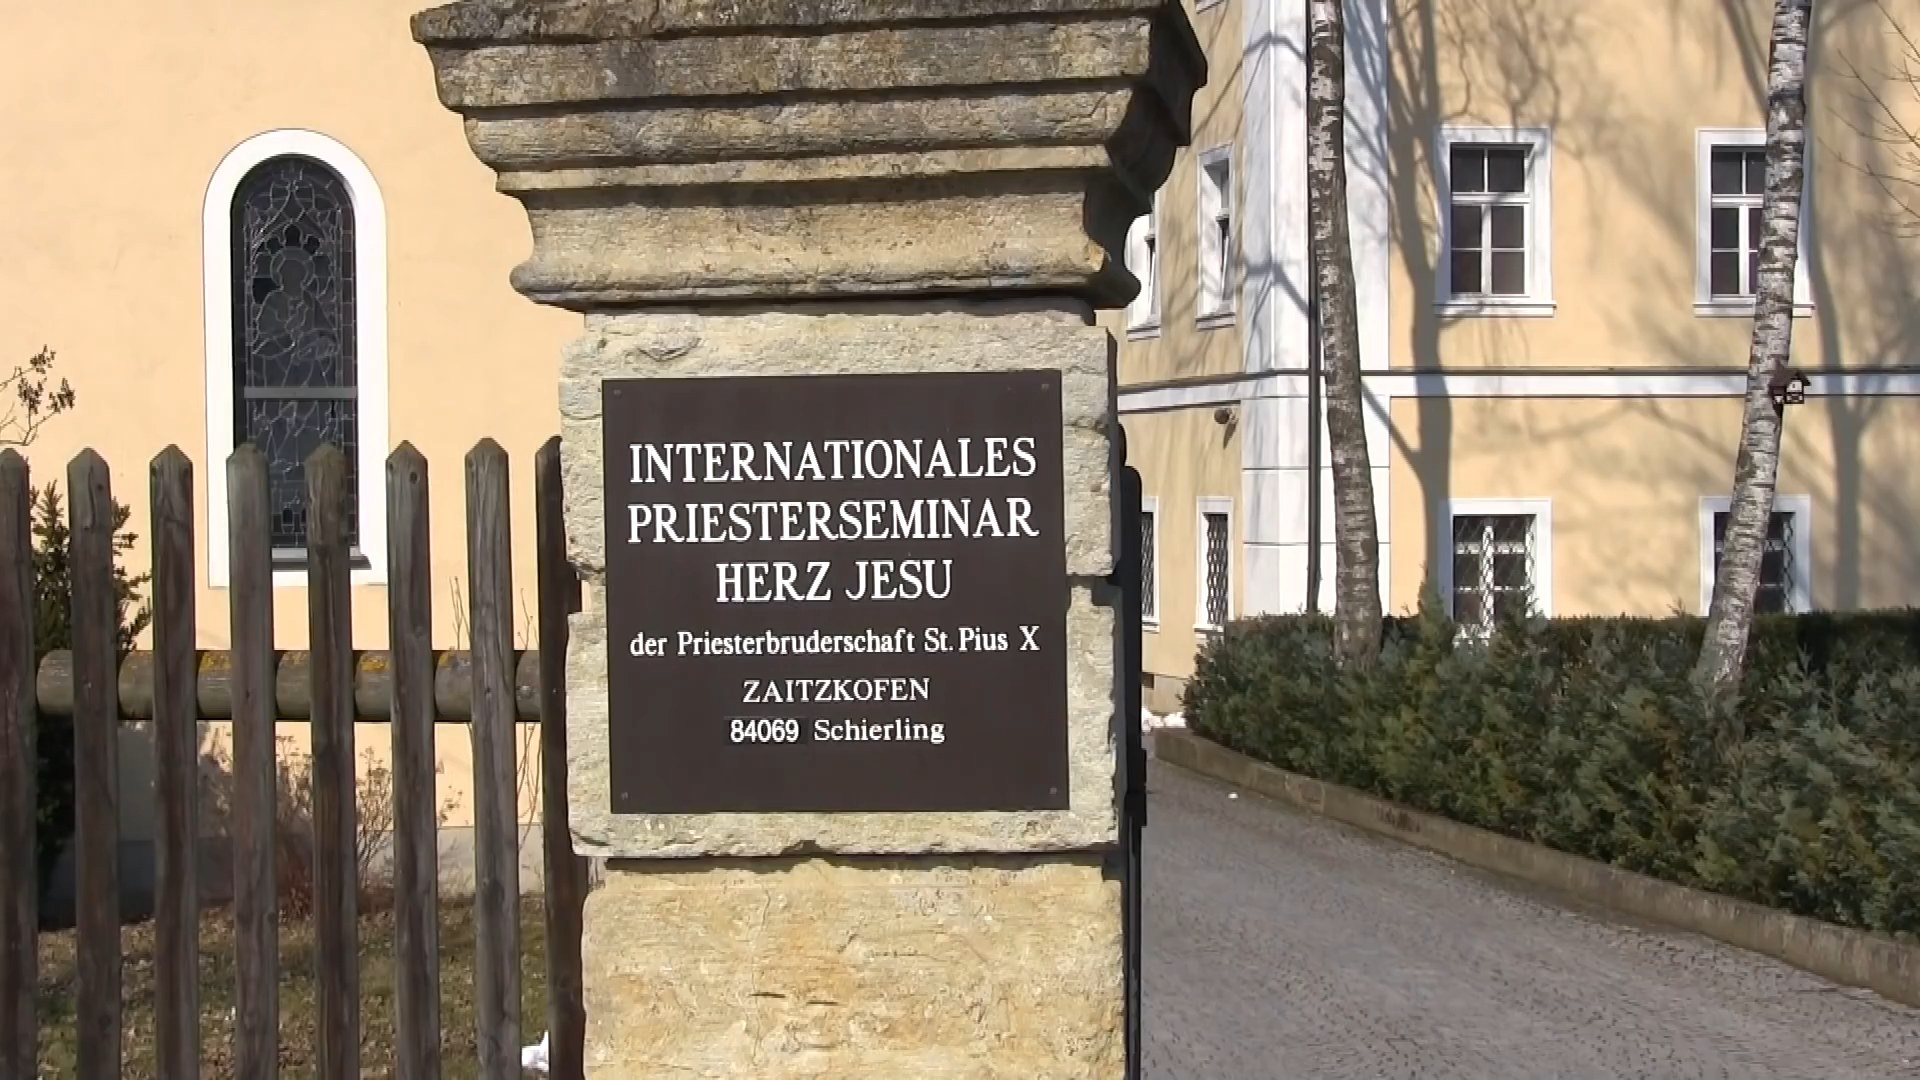 INTERNATIONALES
PRIESTERSEMINAR
HERZ JESU
der Priesterbruderschaft St. Pius X
ZAITZKOFEN
84069 Schierling